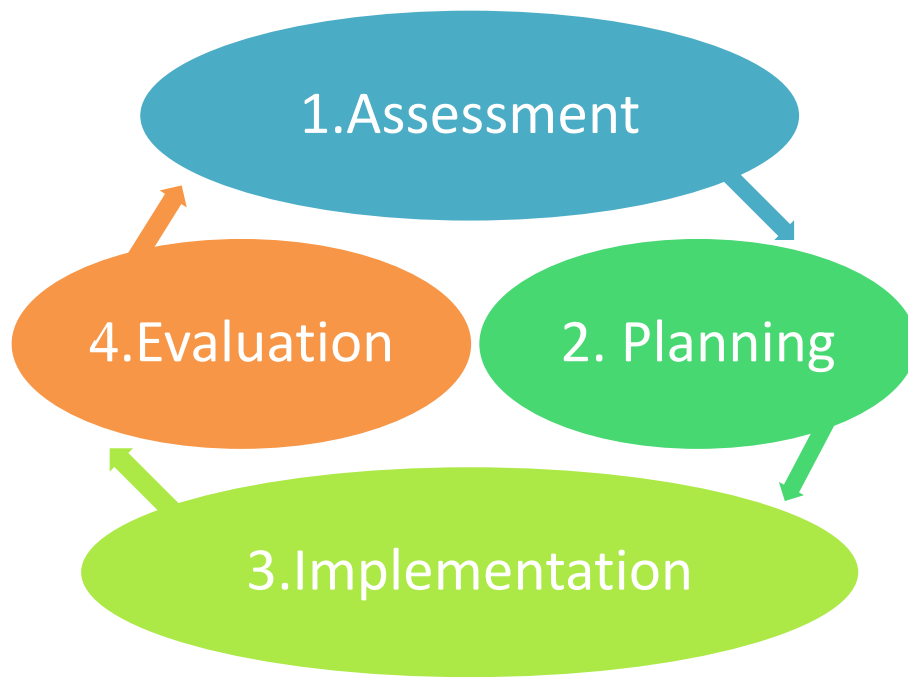 1.Assessment
2. Planning
3.Implementation
4.Evaluation